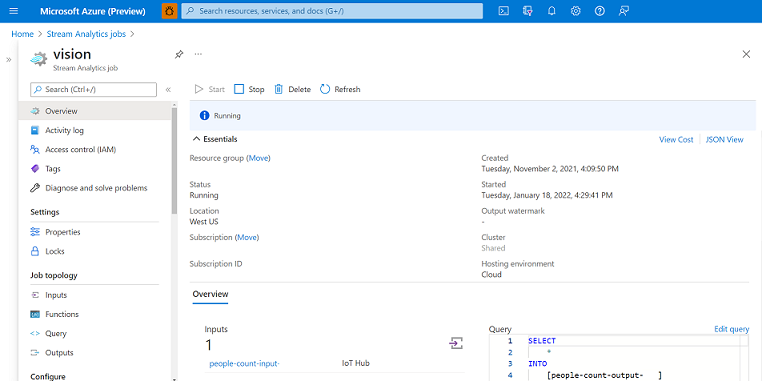 Microsoft Azure (Preview)
Search resources, services, and docs (G+/)
Home > Stream Analytics jobs >
vision
Stream Analytics job
Search (Ctrl+/)
Overview
Activity log
Access control (IAM)
Tags
Diagnose and solve problems
Settings
Properties
Locks
Job topology
Inputs
Functions
Query
Outputs
Configure
Start Stop Delete Refresh
Running
Essentials
View Cost JSON View
Resource group (Move)
Status
Running
Location
West US
Subscription (Move)
Subscription ID
Created
Tuesday, November 2, 2021, 4:09:50 PM
Started
Tuesday, January 18, 2022, 4:29:41 PM
Output watermark
-
Cluster
Shared
Hosting environment
Cloud
Overview
Inputs
1
people-count-input- IoT Hub
Query Edit query
1 SELECT
2 *
3 INTO
4 [people-count-output- ]